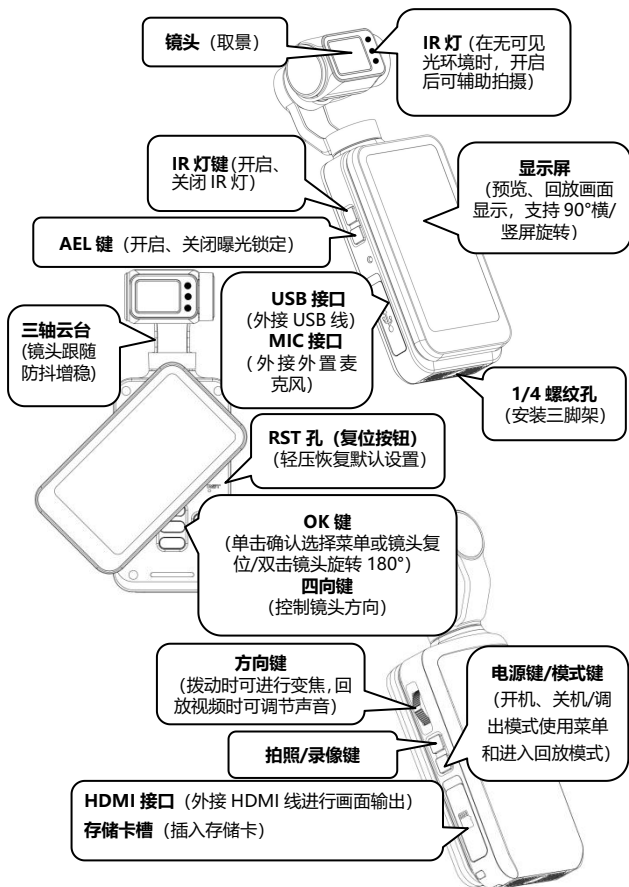 镜头（取景）
IR 灯（在无可见
光环境时，开启
后可辅助拍摄）
IR 灯键（开启、
关闭 IR 灯）
显示屏
（预览、回放画面
显示，支持 90°横/
竖屏旋转）
AEL 键（开启、关闭曝光锁定）
USB 接口
（外接 USB 线）
MIC 接口
（外接外置麦
克风）
三轴云台
（镜头跟随
防抖增稳）
1/4 螺纹孔
（安装三脚架）
RST 孔（复位按钮）
（轻压恢复默认设置）
OK 键
（单击确认选择菜单或镜头复
位/双击镜头旋转 180°）
四向键
（控制镜头方向）
方向键
（拨动时可进行变焦，回
放视频时可调节声音）
电源键/模式键
（开机、关机/调
出模式使用菜单
和进入回放模式）
拍照/录像键
HDMI 接口（外接 HDMI 线进行画面输出）
存储卡槽（插入存储卡）